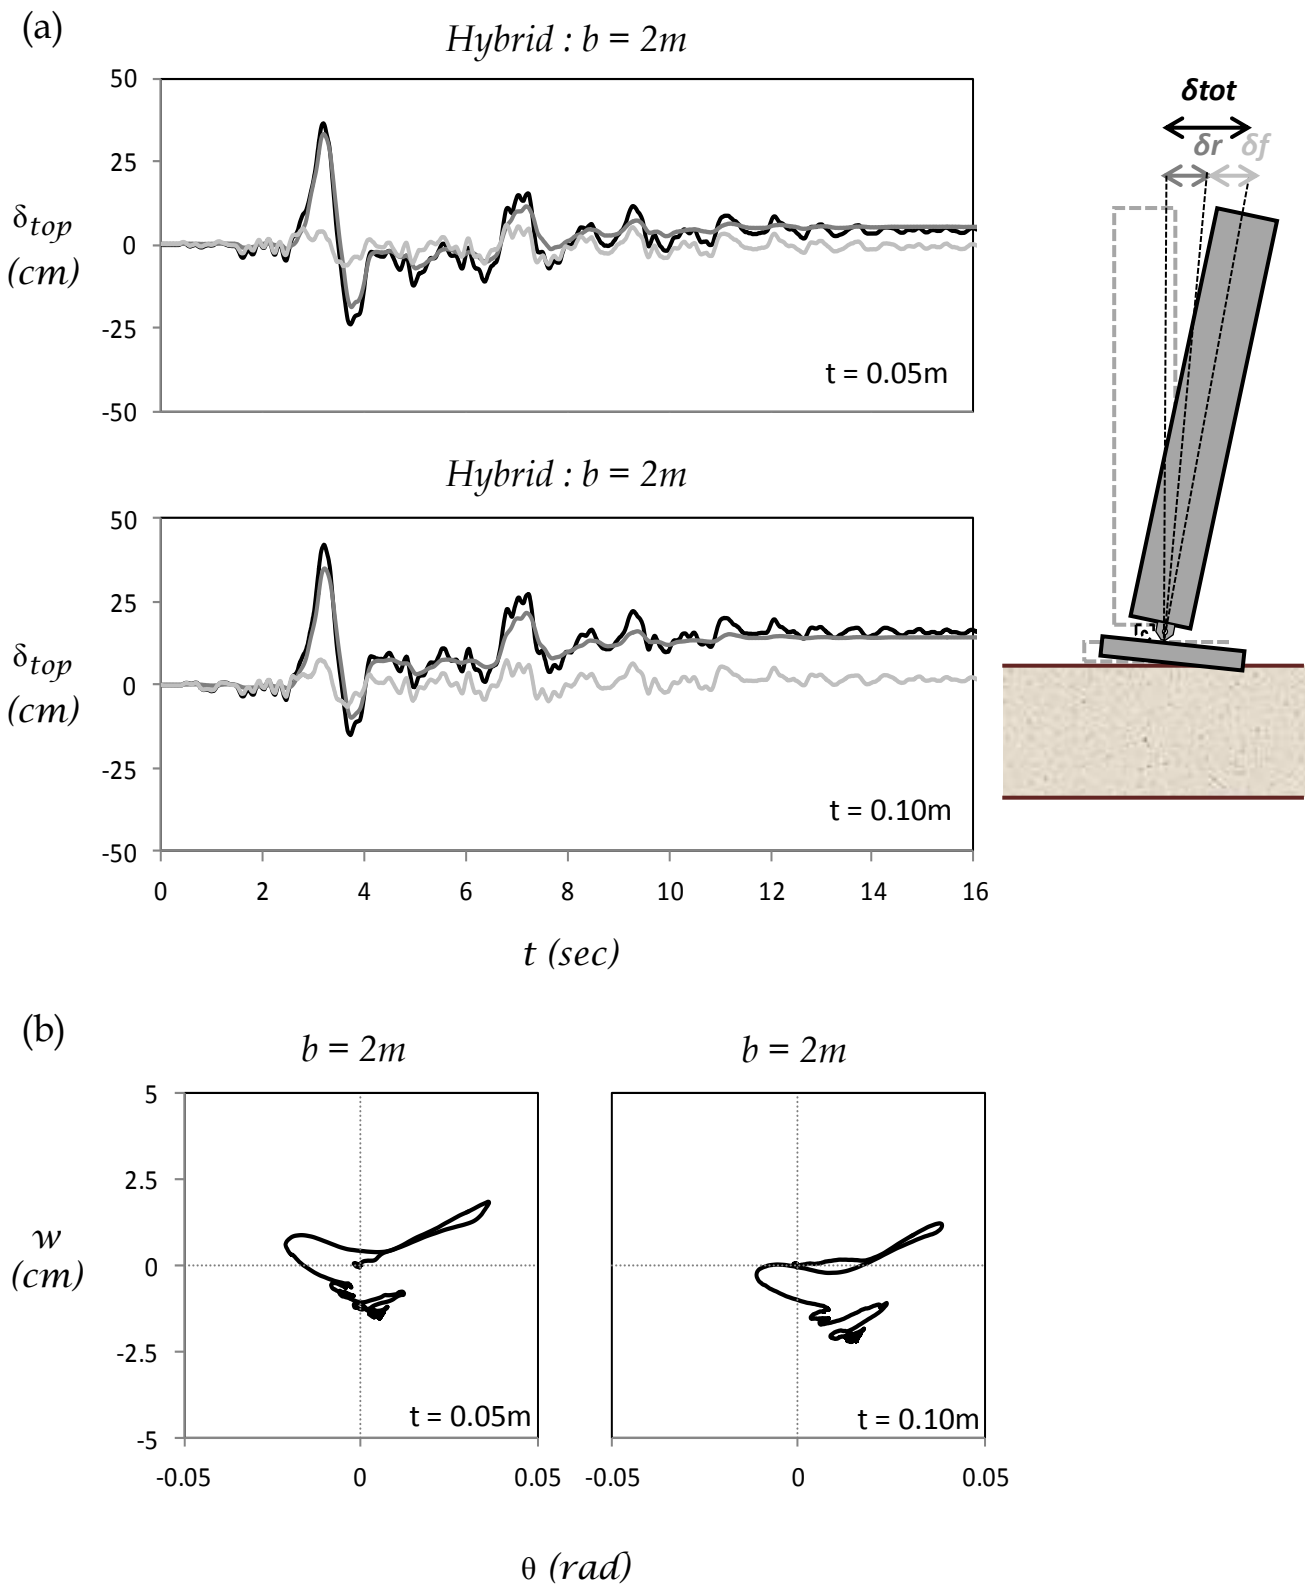 (a)
Hybrid : b = 2m
50
25
0
-25
-50
δtop
(cm)
t = 0.05m
δtot
δr
δf
Hybrid : b = 2m
50
25
0
-25
-50
δtop
(cm)
t = 0.10m
0 2 4 6 8 10 12 14 16
t (sec)
(b)
b = 2m
b = 2m
5
2.5
0
-2.5
-5
w
(cm)
t = 0.05m
t = 0.10m
-0.05 0 0.05
-0.05 0 0.05
θ (rad)